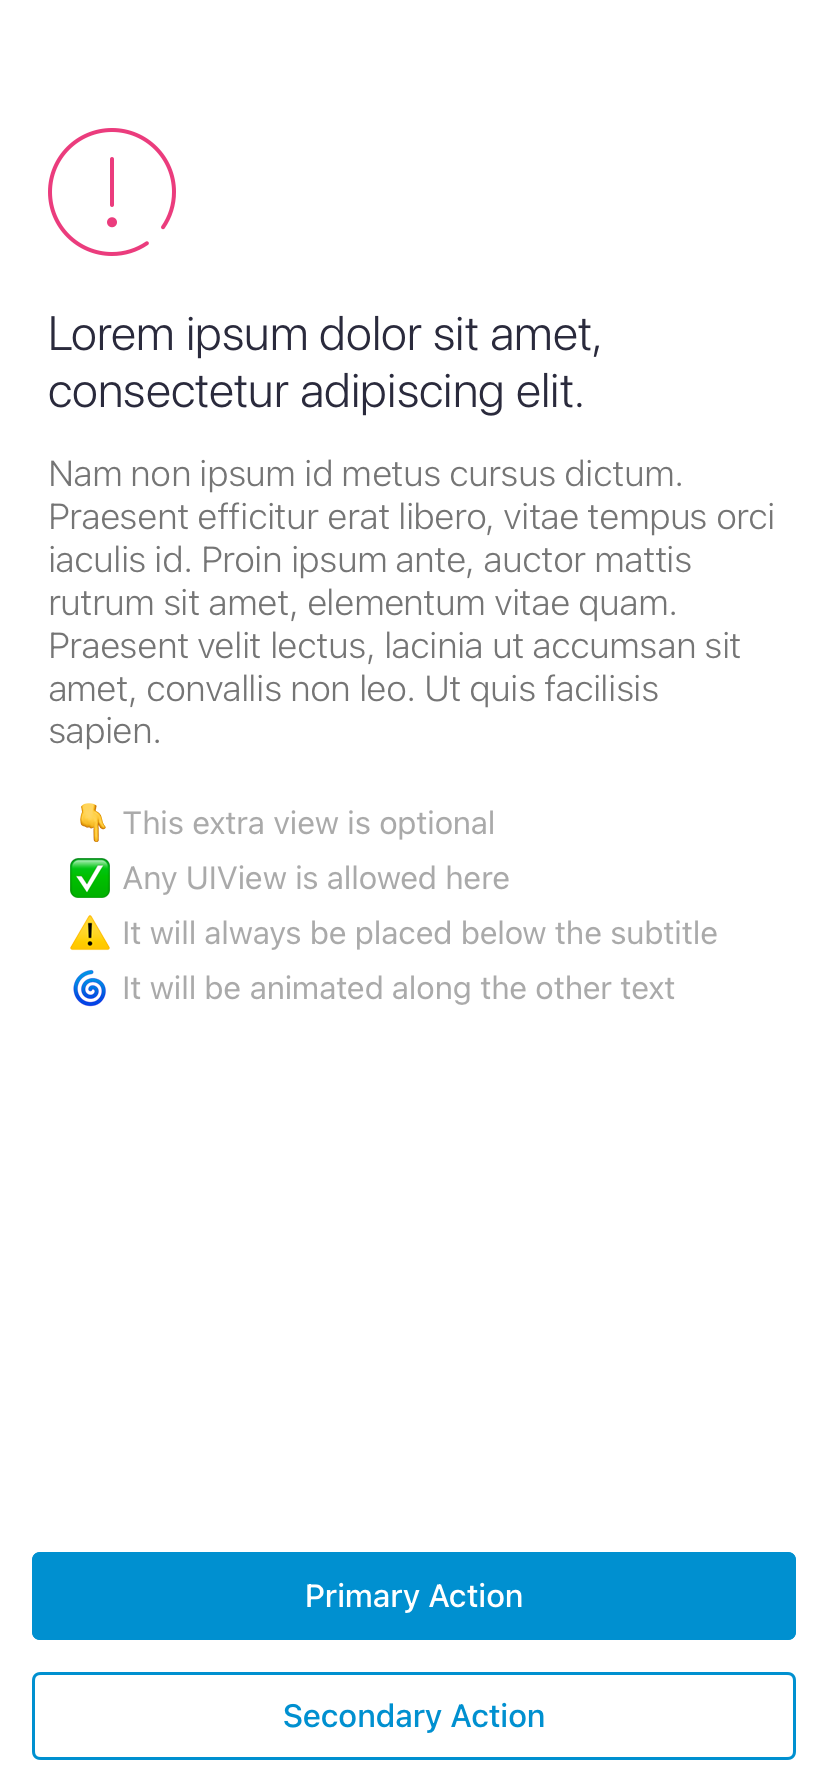 Lorem ipsum dolor sit amet,
consectetur adipiscing elit.
Nam non ipsum id metus cursus dictum.
Praesent efficitur erat libero, vitae tempus orci
iaculis id. Proin ipsum ante, auctor mattis
rutrum sit amet, elementum vitae quam.
Praesent velit lectus, lacinia ut accumsan sit
amet, convallis non leo. Ut quis facilisis
sapien.
👇 This extra view is optional
✅ Any UIView is allowed here
⚠️ It will always be placed below the subtitle
🌀 It will be animated along the other text
Primary Action
Secondary Action